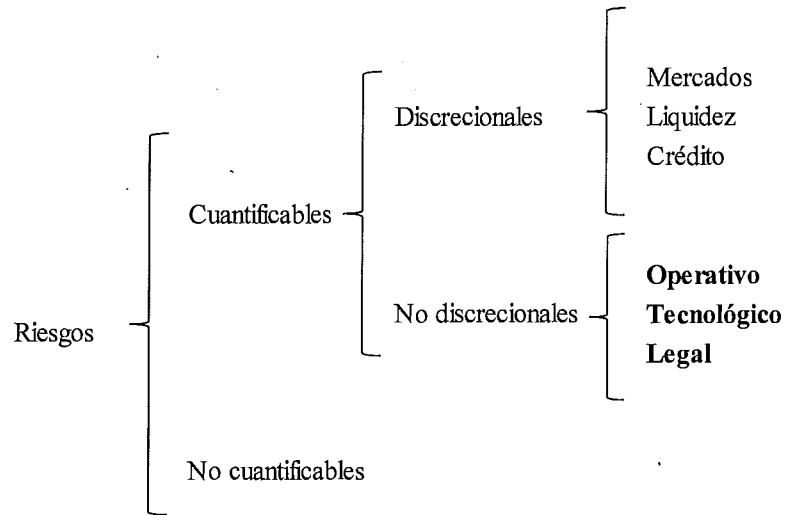 Riesgos
Cuantificables
Discrecionales
Mercados
Liquidez
Crédito
No discrecionales
Operativo
Tecnológico
Legal
No cuantificables